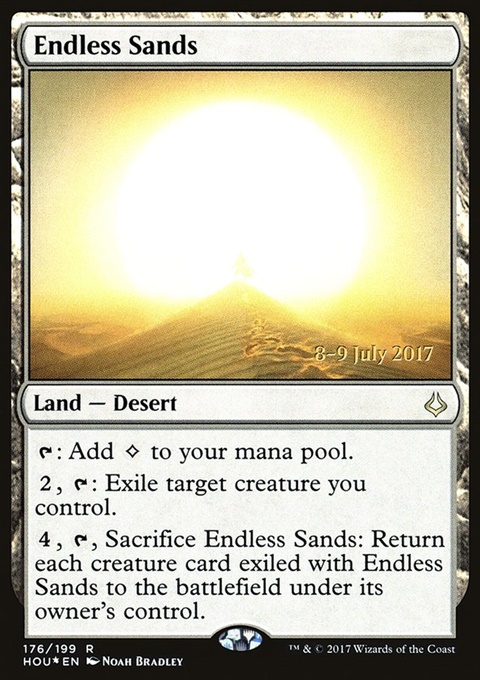 Endless Sands
8–9 July 2017
Land — Desert
: Add to your mana pool.
2, : Exile target creature you
control.
4, , Sacrifice Endless Sands: Return
each creature card exiled with Endless
Sands to the battlefield under its
owner's control.
176/199 R
HOU★EN Noah Bradley
™ & © 2017 Wizards of the Coast